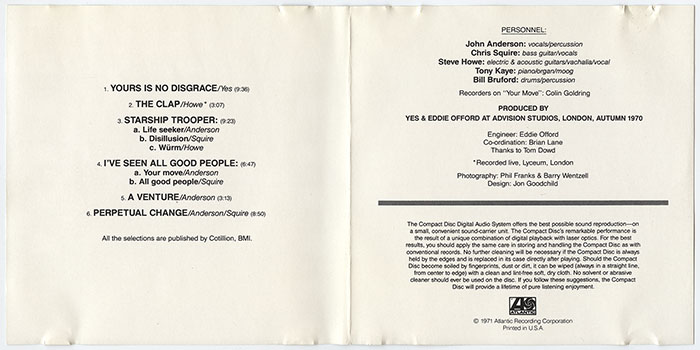 1. YOURS IS NO DISGRACE/Yes (9:36)
2. THE CLAP/Howe* (3:07)
3. STARSHIP TROOPER: (9:23)
a. Life seeker/Anderson
b. Disillusion/Squire
c. Würm/Howe
4. I'VE SEEN ALL GOOD PEOPLE: (6:47)
a. Your move/Anderson
b. All good people/Squire
5. A VENTURE/Anderson (3:13)
6. PERPETUAL CHANGE/Anderson/Squire (8:50)
All the selections are published by Cotillion, BMI.
PERSONNEL:
John Anderson: vocals/percussion
Chris Squire: bass guitar/vocals
Steve Howe: electric & acoustic guitars/vachalia/vocal
Tony Kaye: piano/organ/moog
Bill Bruford: drums/percussion
Recorders on "Your Move": Colin Goldring
PRODUCED BY
YES & EDDIE OFFORD AT ADVISION STUDIOS, LONDON, AUTUMN 1970
Engineer: Eddie Offord
Co-ordination: Brian Lane
Thanks to Tom Dowd
*Recorded live, Lyceum, London
Photography: Phil Franks & Barry Wentzell
Design: Jon Goodchild
The Compact Disc Digital Audio System offers the best possible sound reproduction—on
a small, convenient sound-carrier unit. The Compact Disc's remarkable performance is
the result of a unique combination of digital playback with laser optics. For the best
results, you should apply the same care in storing and handling the Compact Disc as with
conventional records. No further cleaning will be necessary if the Compact Disc is always
held by the edges and is replaced in its case directly after playing. Should the Compact
Disc become soiled by fingerprints, dust or dirt, it can be wiped (always in a straight line,
from center to edge) with a clean and lint-free soft, dry cloth. No solvent or abrasive
cleaner should ever be used on the disc. If you follow these suggestions, the Compact
Disc will provide a lifetime of pure listening enjoyment.
ATLANTIC
© 1971 Atlantic Recording Corporation
Printed in U.S.A.